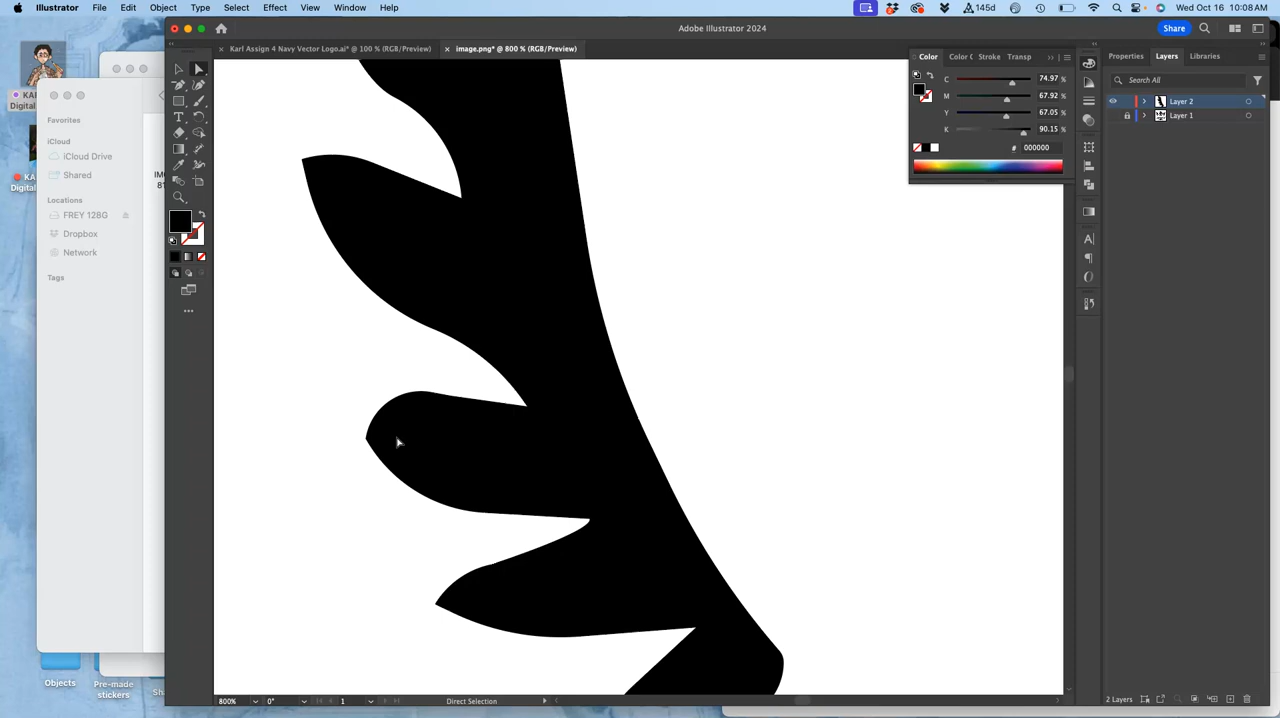 Illustrator File Edit Object Type Select Effect View Window Help 145d Wed Oct 16 10:08 AM
Adobe Illustrator 2024
Share
Karl Assign 4 Navy Vector Logo.ai* @ 100 % (RGB/Preview)
image.png* @ 800 % (RGB/Preview)
Color
Stroke
Transp
Properties
Layers
Libraries
C 74.97 %
M 67.92 %
Y 67.05 %
K 90.15 %
# 000000
Search All
Layer 2
Layer 1
KAR
Digital
Favorites
iCloud
iCloud Drive
Shared
Locations
FREY 128G
Dropbox
Network
Tags
Objects
Pre-made
stickers
800%
0°
1
Direct Selection
2 Layers